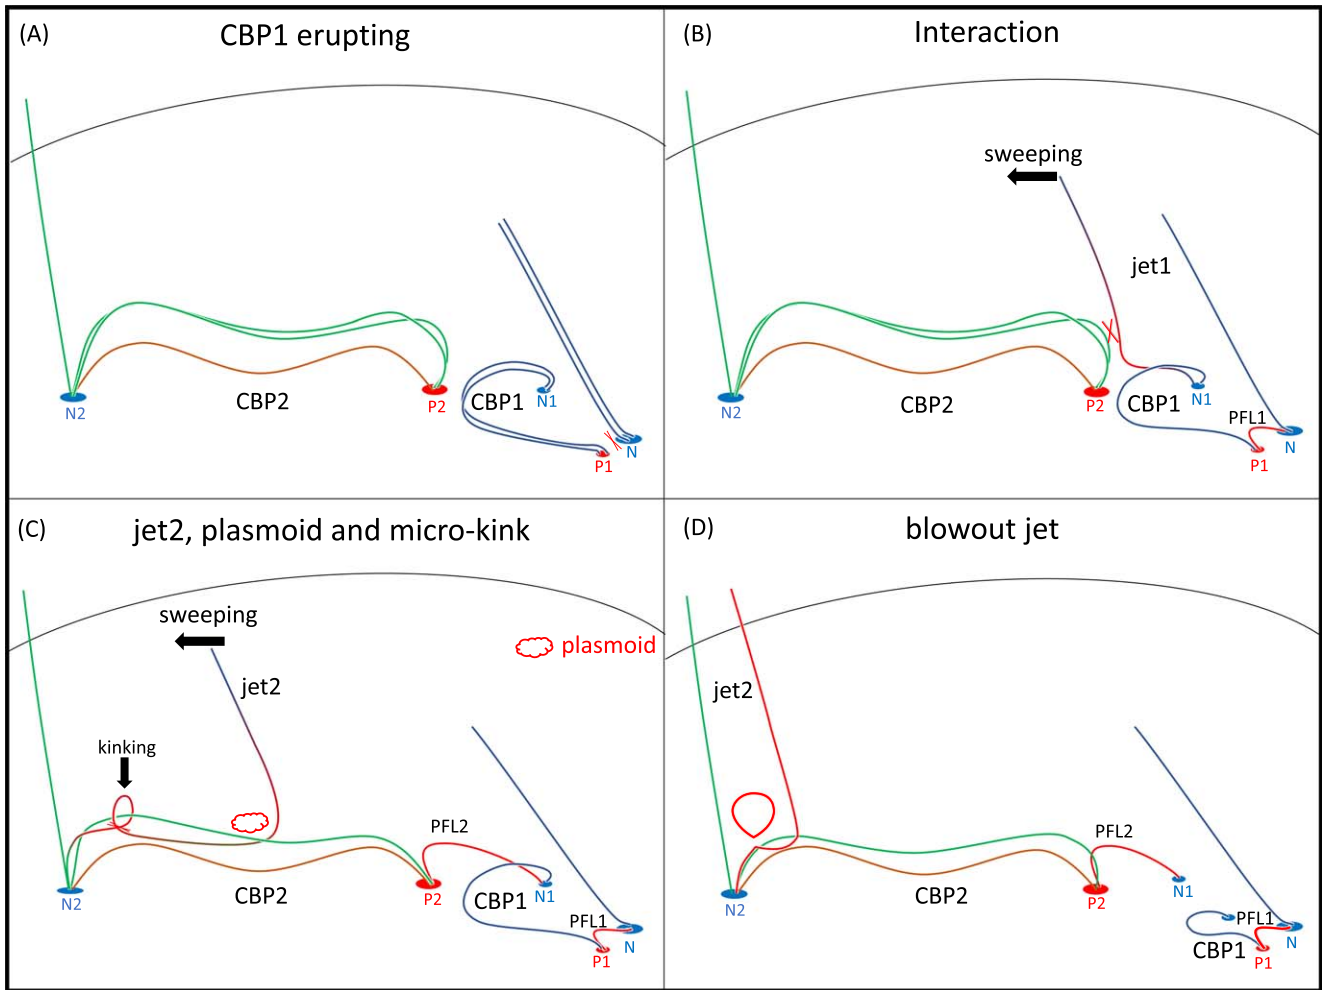 (A)
CBP1 erupting
N2
CBP2
P2
CBP1
N1
P1
N
(B)
Interaction
sweeping
jet1
N2
CBP2
P2
CBP1
N1
PFL1
P1
N
(C)
jet2, plasmoid and micro-kink
sweeping
plasmoid
jet2
kinking
PFL2
N2
CBP2
P2
CBP1
N1
PFL1
P1
N
(D)
blowout jet
jet2
PFL2
N2
CBP2
P2
N1
PFL1
CBP1
P1
N